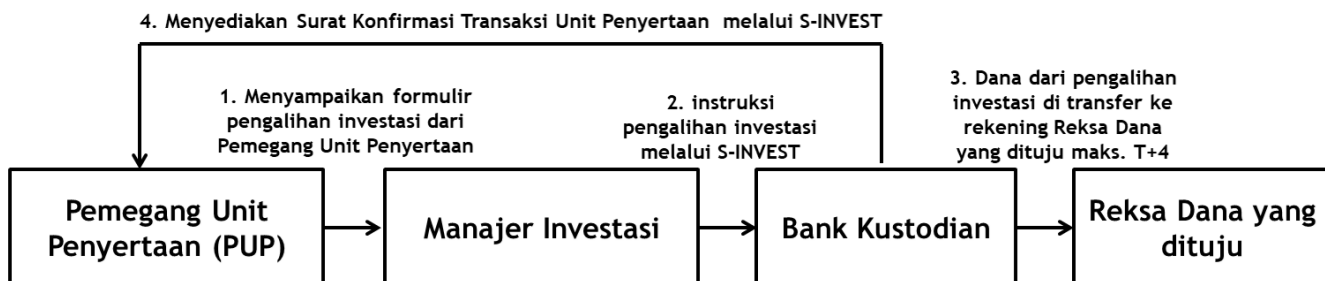 4. Menyediakan Surat Konfirmasi Transaksi Unit Penyertaan melalui S-INVEST
1. Menyampaikan formulir
pengalihan investasi dari
Pemegang Unit Penyertaan
2. instruksi
pengalihan investasi
melalui S-INVEST
3. Dana dari pengalihan
investasi di transfer ke
rekening Reksa Dana
yang dituju maks. T+4
Pemegang Unit
Penyertaan (PUP)
Manajer Investasi
Bank Kustodian
Reksa Dana yang
dituju